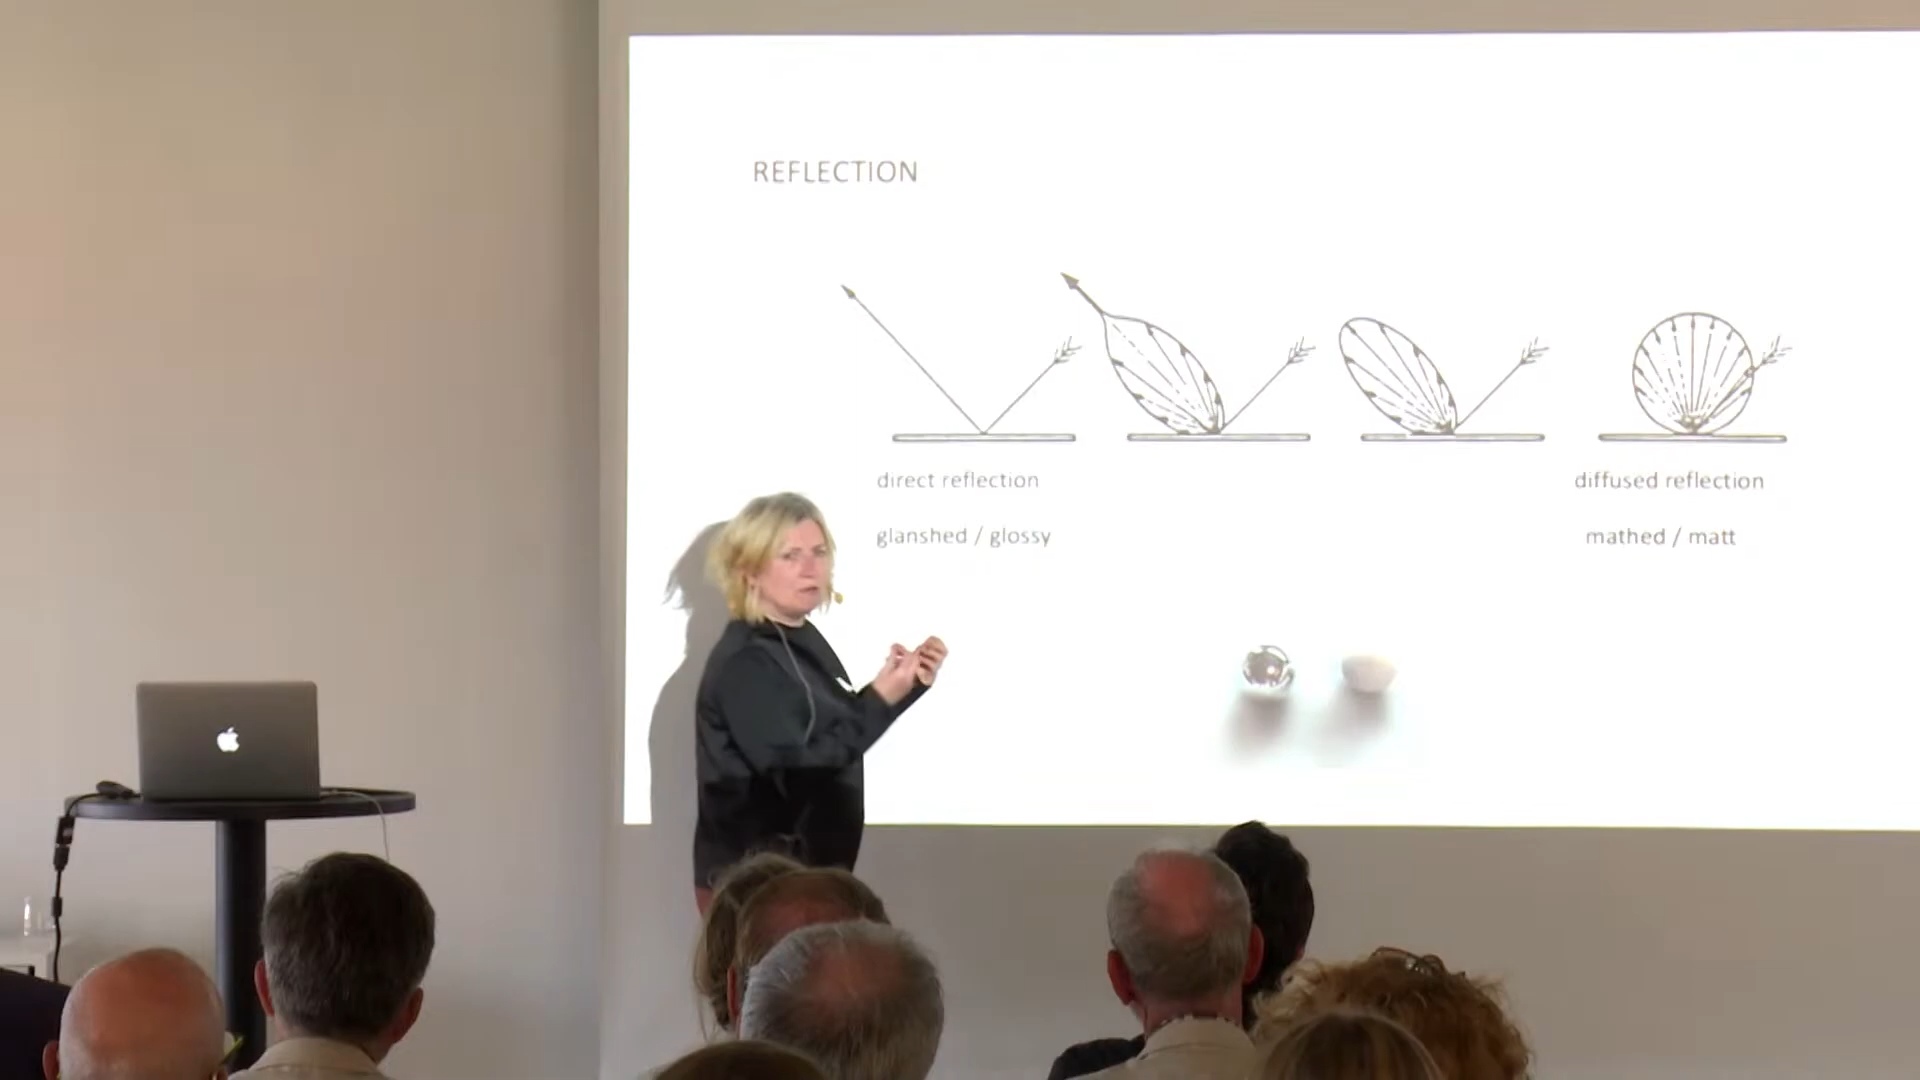 REFLECTION
direct reflection
diffused reflection
glanshed / glossy
mathed / matt